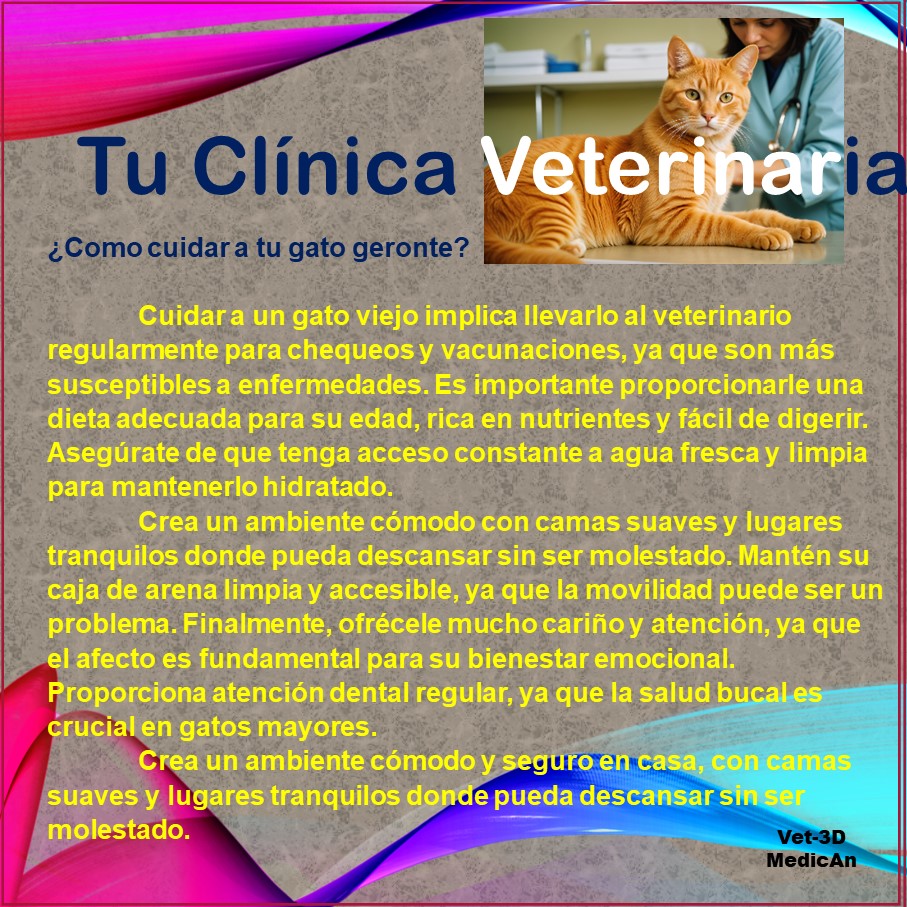 Tu Clínica Veterinaria
¿Como cuidar a tu gato geronte?
Cuidar a un gato viejo implica llevarlo al veterinario
regularmente para chequeos y vacunaciones, ya que son más
susceptibles a enfermedades. Es importante proporcionarle una
dieta adecuada para su edad, rica en nutrientes y fácil de digerir.
Asegúrate de que tenga acceso constante a agua fresca y limpia
para mantenerlo hidratado.
Crea un ambiente cómodo con camas suaves y lugares
tranquilos donde pueda descansar sin ser molestado. Mantén su
caja de arena limpia y accesible, ya que la movilidad puede ser un
problema. Finalmente, ofrécele mucho cariño y atención, ya que
el afecto es fundamental para su bienestar emocional.
Proporciona atención dental regular, ya que la salud bucal es
crucial en gatos mayores.
Crea un ambiente cómodo y seguro en casa, con camas
suaves y lugares tranquilos donde pueda descansar sin ser
molestado.
Vet-3D
MedicAn